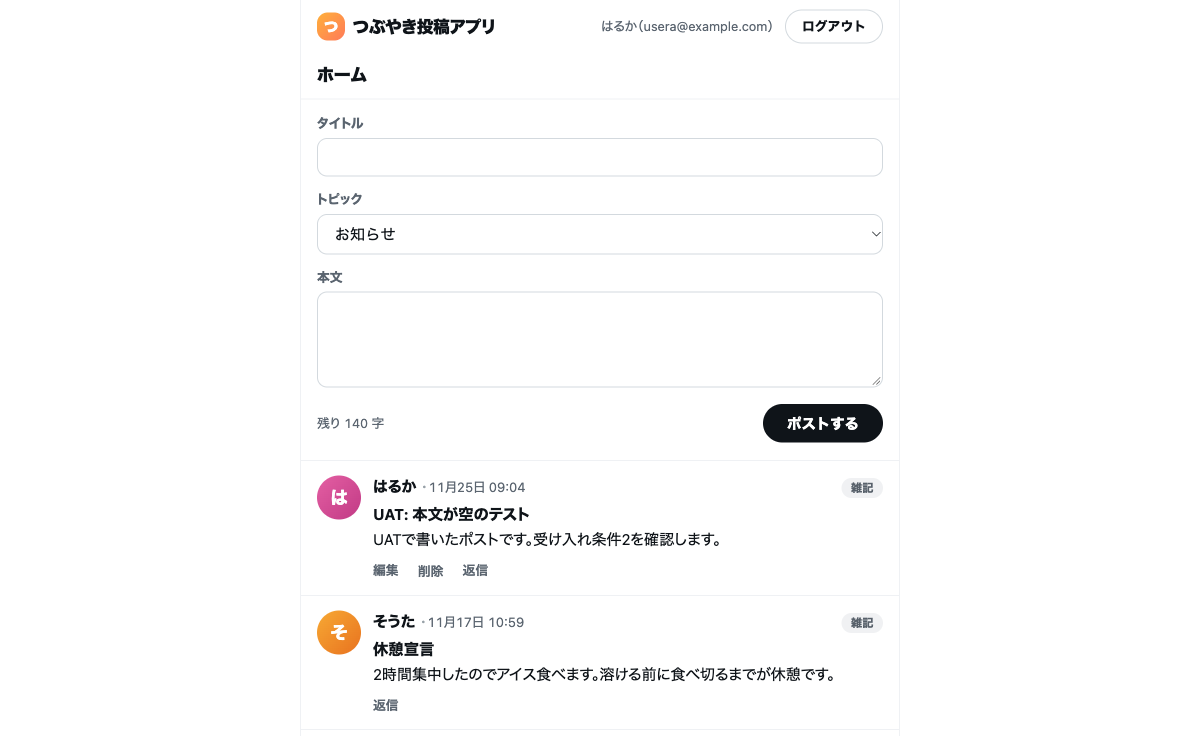 つ つぶやき投稿アプリ はるか(usera@example.com) ログアウト
ホーム
タイトル
トピック
お知らせ
本文
残り 140 字 ポストする
は はるか · 11月25日 09:04 雑記
UAT: 本文が空のテスト
UATで書いたポストです。受け入れ条件2を確認します。
編集 削除 返信
そ そうた · 11月17日 10:59 雑記
休憩宣言
2時間集中したのでアイス食べます。溶ける前に食べ切るまでが休憩です。
返信